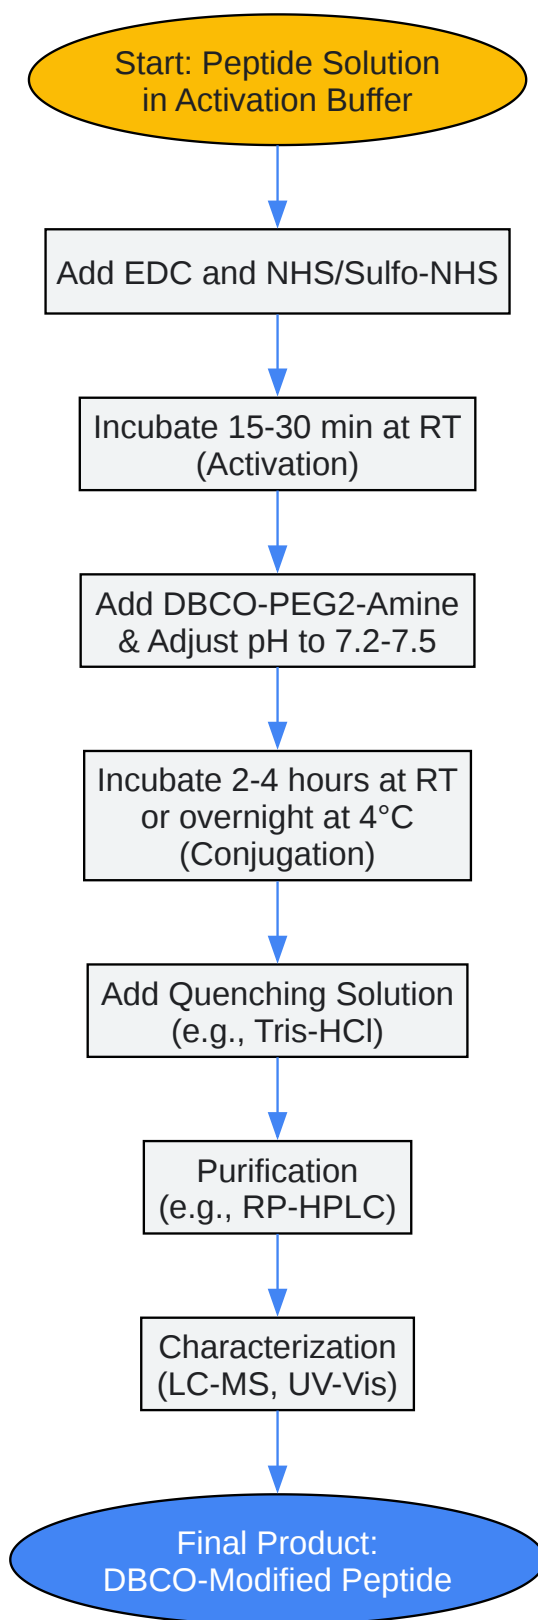 Start: Peptide Solution
in Activation Buffer
Add EDC and NHS/Sulfo-NHS
Incubate 15-30 min at RT
(Activation)
Add DBCO-PEG2-Amine
& Adjust pH to 7.2-7.5
Incubate 2-4 hours at RT
or overnight at 4°C
(Conjugation)
Add Quenching Solution
(e.g., Tris-HCl)
Purification
(e.g., RP-HPLC)
Characterization
(LC-MS, UV-Vis)
Final Product:
DBCO-Modified Peptide